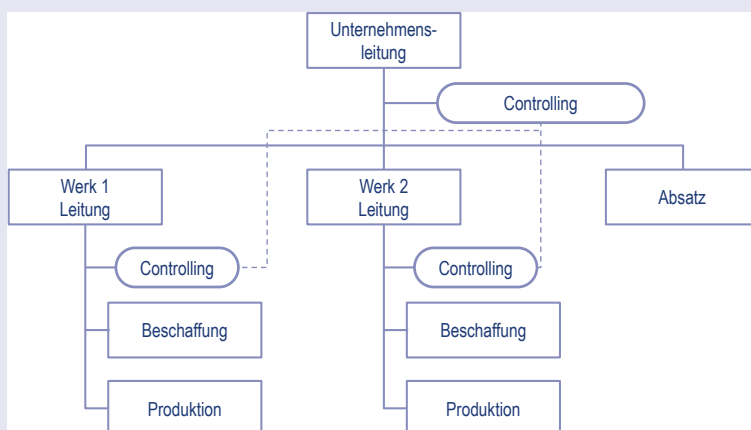 Unternehmens-
leitung
Controlling
Werk 1
Leitung
Werk 2
Leitung
Absatz
Controlling
Controlling
Beschaffung
Beschaffung
Produktion
Produktion